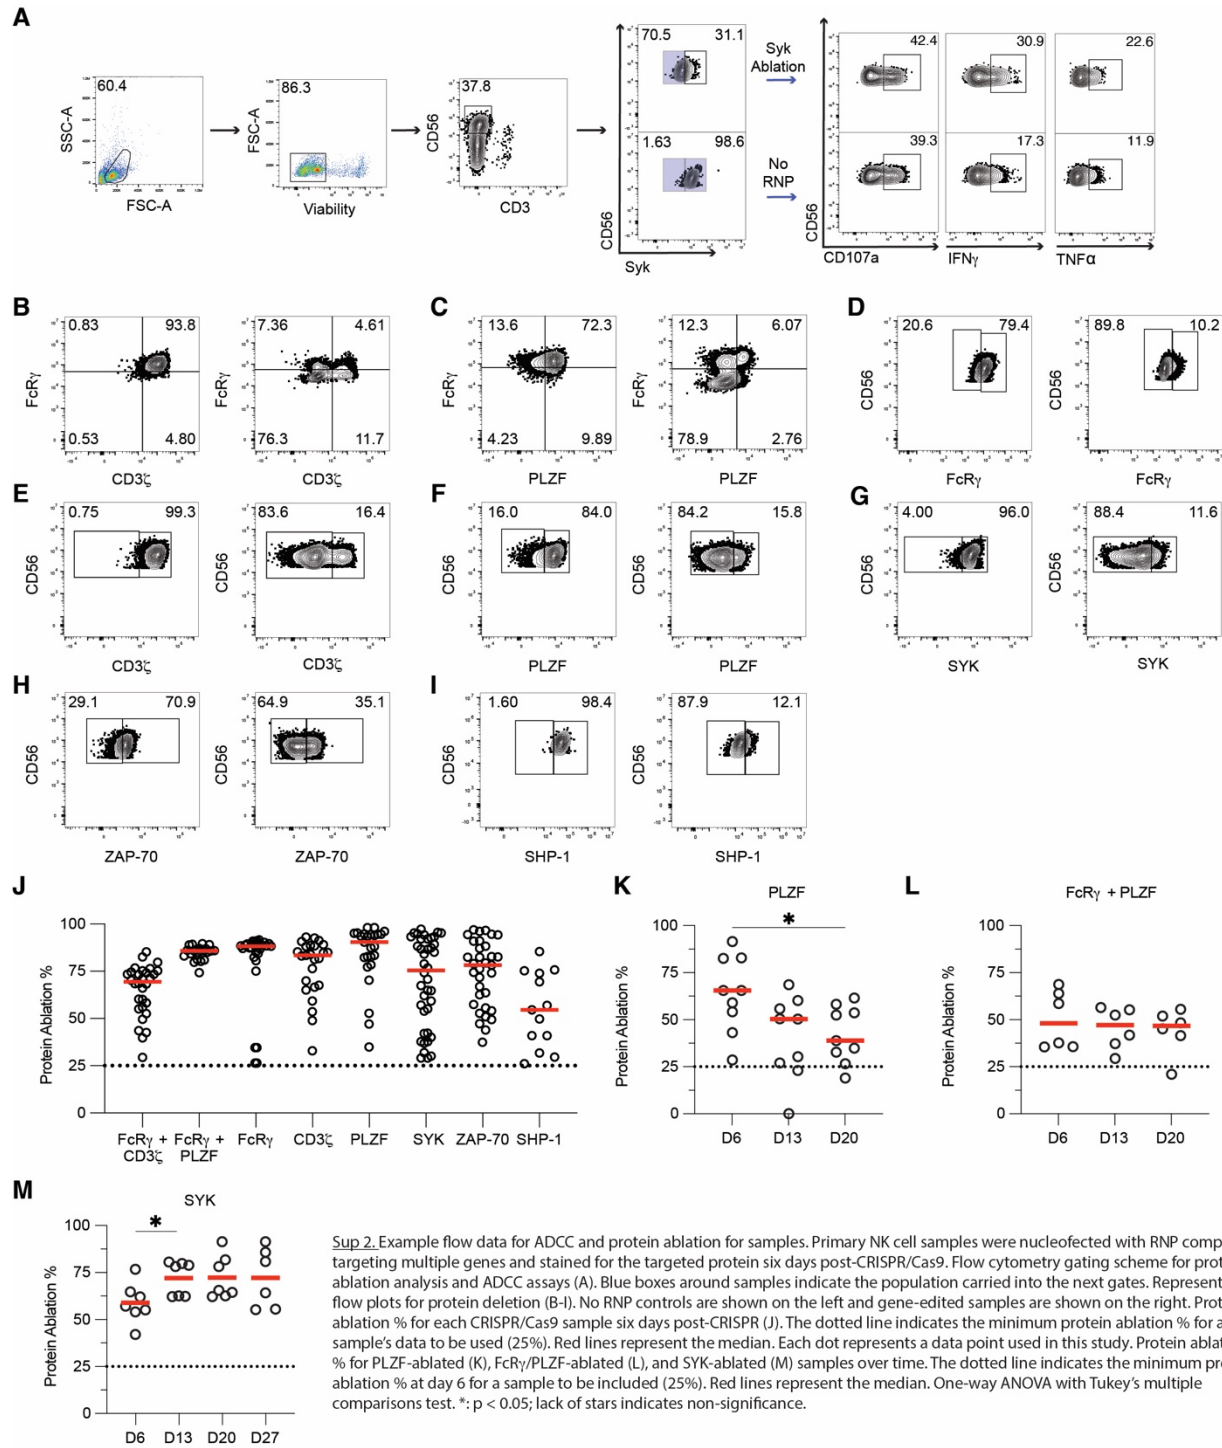 A
60.4
SSC-A
FSC-A
86.3
FSC-A
Viability
37.8
CD56
CD3
70.5 31.1
1.63 98.6
CD56
Syk
Syk
Ablation
No
RNP
42.4 30.9 22.6
39.3 17.3 11.9
CD56
CD107a IFNγ TNFα
B
0.83 93.8
0.53 4.80
FcRγ
CD3ζ
7.36 4.61
76.3 11.7
FcRγ
CD3ζ
C
13.6 72.3
4.23 9.89
FcRγ
PLZF
12.3 6.07
78.9 2.76
FcRγ
PLZF
D
20.6 79.4
CD56
FcRγ
89.8 10.2
CD56
FcRγ
E
0.75 99.3
CD56
CD3ζ
83.6 16.4
CD56
CD3ζ
F
16.0 84.0
CD56
PLZF
84.2 15.8
CD56
PLZF
G
4.00 96.0
CD56
SYK
88.4 11.6
CD56
SYK
H
29.1 70.9
CD56
ZAP-70
64.9 35.1
CD56
ZAP-70
I
1.60 98.4
CD56
SHP-1
87.9 12.1
CD56
SHP-1
J
Protein Ablation %
100
75
50
25
0
FcRγ + CD3ζ
FcRγ + PLZF
FcRγ
CD3ζ
PLZF
SYK
ZAP-70
SHP-1
K
PLZF
*
Protein Ablation %
100
75
50
25
0
D6 D13 D20
L
FcRγ + PLZF
Protein Ablation %
100
75
50
25
0
D6 D13 D20
M
SYK
*
Protein Ablation %
100
75
50
25
0
D6 D13 D20 D27
Sup 2. Example flow data for ADCC and protein ablation for samples. Primary NK cell samples were nucleofected with RNP comp
targeting multiple genes and stained for the targeted protein six days post-CRISPR/Cas9. Flow cytometry gating scheme for prot
ablation analysis and ADCC assays (A). Blue boxes around samples indicate the population carried into the next gates. Represent
flow plots for protein deletion (B-I). No RNP controls are shown on the left and gene-edited samples are shown on the right. Prot
ablation % for each CRISPR/Cas9 sample six days post-CRISPR (J). The dotted line indicates the minimum protein ablation % for a
sample's data to be used (25%). Red lines represent the median. Each dot represents a data point used in this study. Protein ablat
% for PLZF-ablated (K), FcRγ/PLZF-ablated (L), and SYK-ablated (M) samples over time. The dotted line indicates the minimum pr
ablation % at day 6 for a sample to be included (25%). Red lines represent the median. One-way ANOVA with Tukey's multiple
comparisons test. *: p < 0.05; lack of stars indicates non-significance.